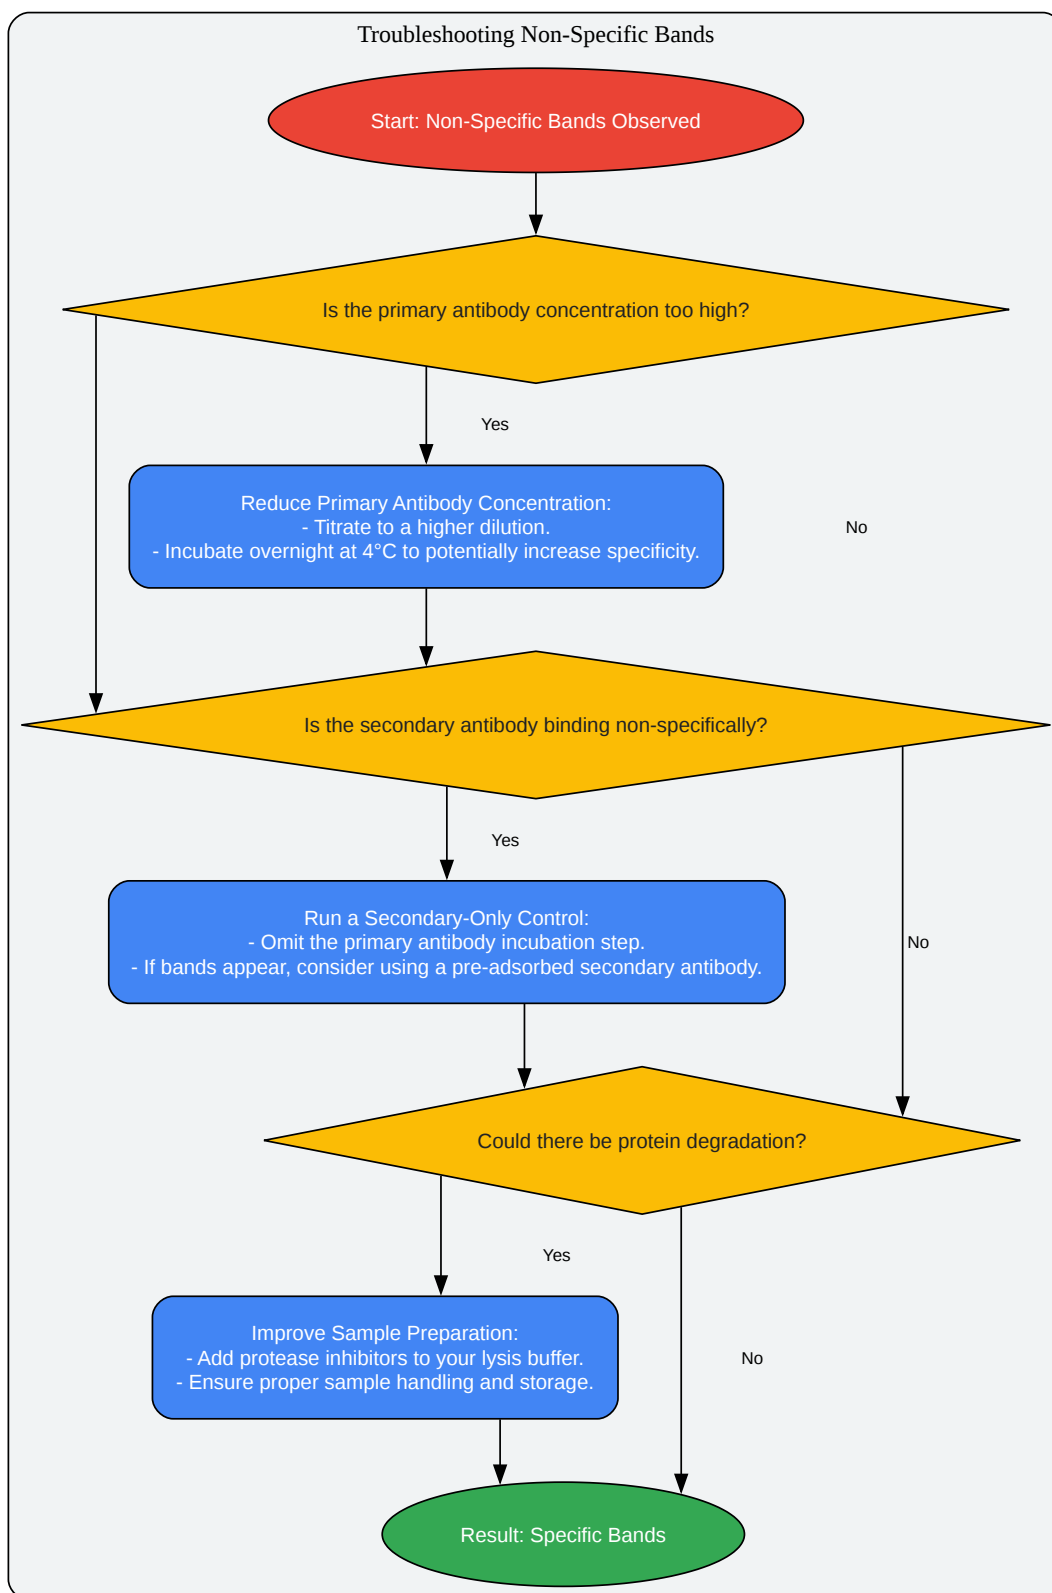 Troubleshooting Non-Specific Bands
Start: Non-Specific Bands Observed
Is the primary antibody concentration too high?
Yes
Reduce Primary Antibody Concentration:
- Titrate to a higher dilution.
- Incubate overnight at 4°C to potentially increase specificity.
No
Is the secondary antibody binding non-specifically?
Yes
Run a Secondary-Only Control:
- Omit the primary antibody incubation step.
- If bands appear, consider using a pre-adsorbed secondary antibody.
No
Could there be protein degradation?
Yes
Improve Sample Preparation:
- Add protease inhibitors to your lysis buffer.
- Ensure proper sample handling and storage.
No
Result: Specific Bands